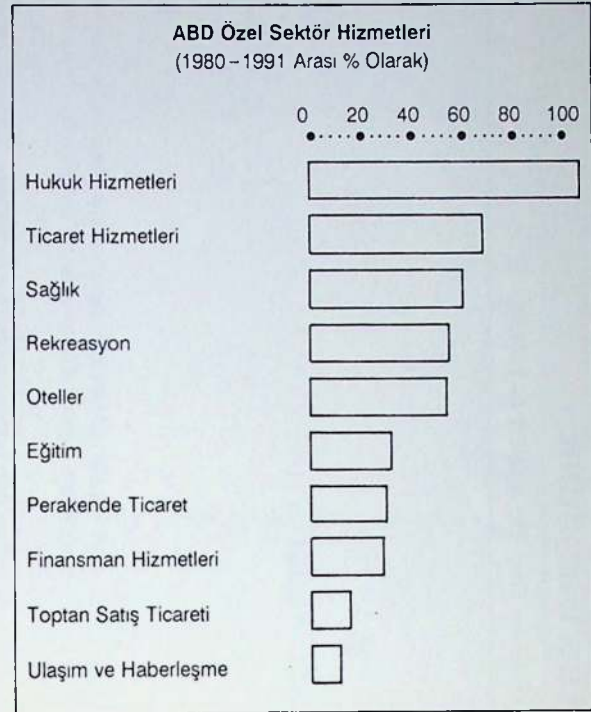 ABD Özel Sektör Hizmetleri
(1980–1991 Arası % Olarak)
0 20 40 60 80 100
Hukuk Hizmetleri
Ticaret Hizmetleri
Sağlık
Rekreasyon
Oteller
Eğitim
Perakende Ticaret
Finansman Hizmetleri
Toptan Satış Ticareti
Ulaşım ve Haberleşme